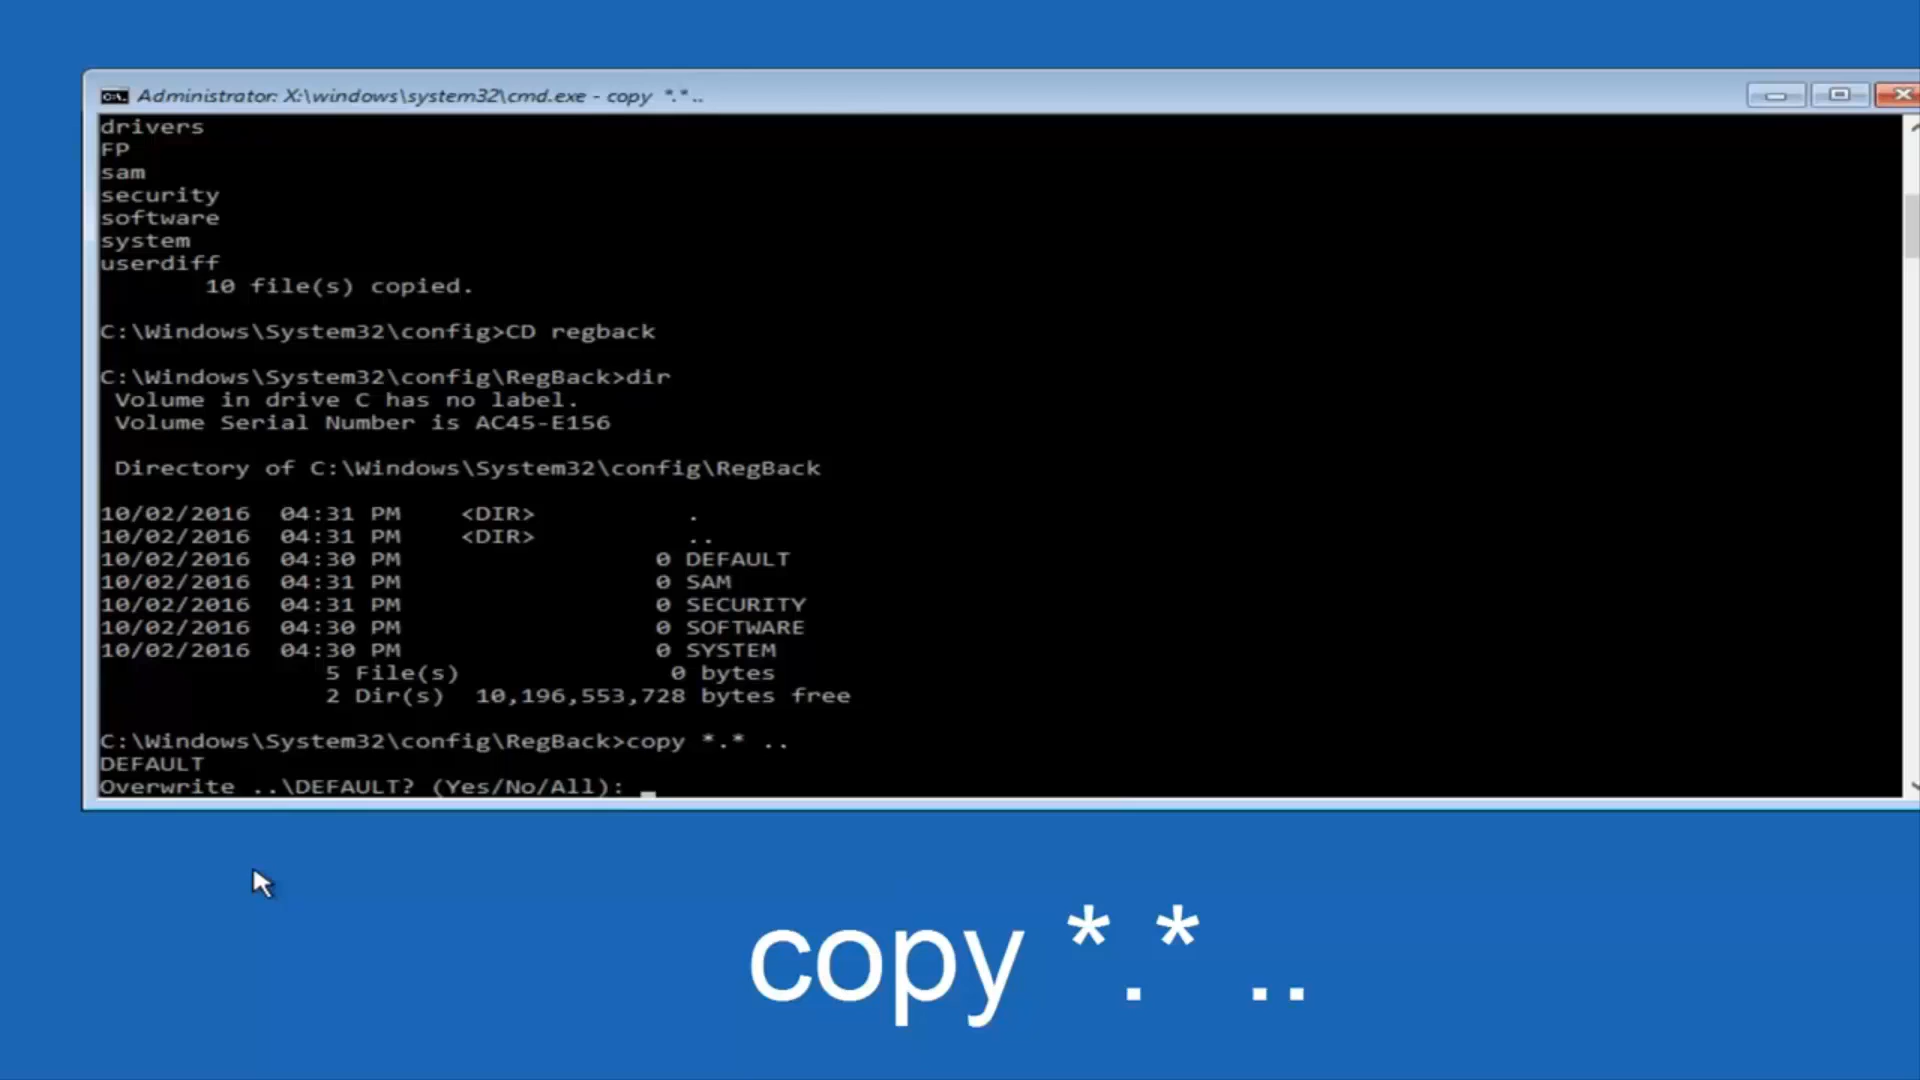 Administrator: X:\windows\system32\cmd.exe - copy *.* ..
drivers
FP
sam
security
software
system
userdiff
10 file(s) copied.
C:\Windows\System32\config>CD regback
C:\Windows\System32\config\RegBack>dir
Volume in drive C has no label.
Volume Serial Number is AC45-E156
Directory of C:\Windows\System32\config\RegBack
10/02/2016 04:31 PM <DIR> .
10/02/2016 04:31 PM <DIR> ..
10/02/2016 04:30 PM 0 DEFAULT
10/02/2016 04:31 PM 0 SAM
10/02/2016 04:31 PM 0 SECURITY
10/02/2016 04:30 PM 0 SOFTWARE
10/02/2016 04:30 PM 0 SYSTEM
5 File(s) 0 bytes
2 Dir(s) 10,196,553,728 bytes free
C:\Windows\System32\config\RegBack>copy *.* ..
DEFAULT
Overwrite ..\DEFAULT? (Yes/No/All): _
copy *.* ..